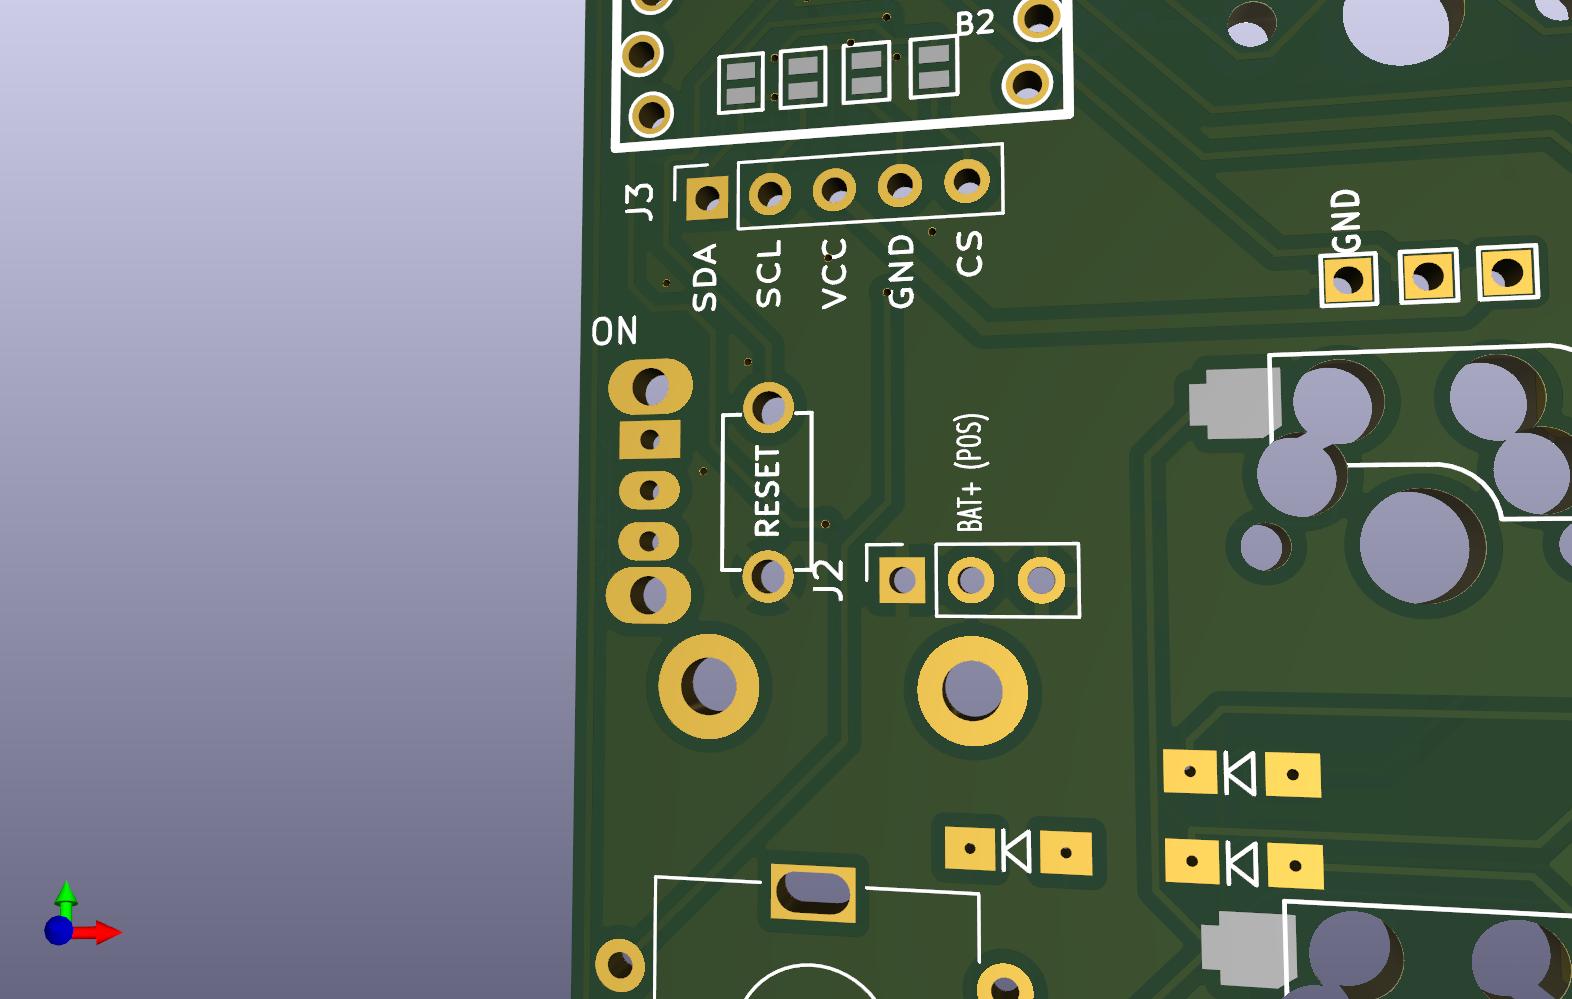 B2
J3
SDA
SCL
VCC
GND
CS
GND
ON
RESET
BAT+ (POS)
J2